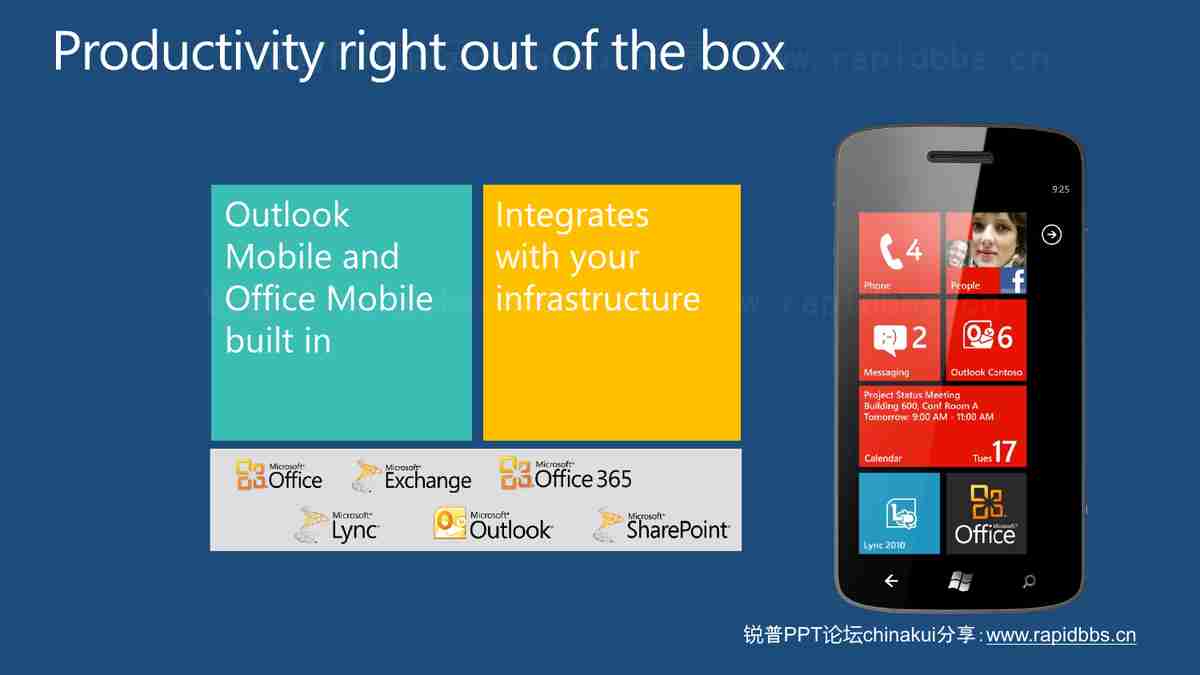 Productivity right out of the box
www.rapidbbs.cn
Outlook
Mobile and
Office Mobile
built in
Integrates
with your
infrastructure
Microsoft®
Office
Microsoft®
Exchange
Microsoft®
Office 365
Microsoft®
Lync™
Microsoft®
Outlook®
Microsoft®
SharePoint®
9:25
4
Phone
People
f
2
Messaging
6
Outlook Contoso
Project Status Meeting
Building 600, Conf Room A
Tomorrow: 9:00 AM - 11:00 AM
Calendar
Tues 17
Lync 2010
Microsoft®
Office
锐普PPT论坛chinakui分享：www.rapidbbs.cn